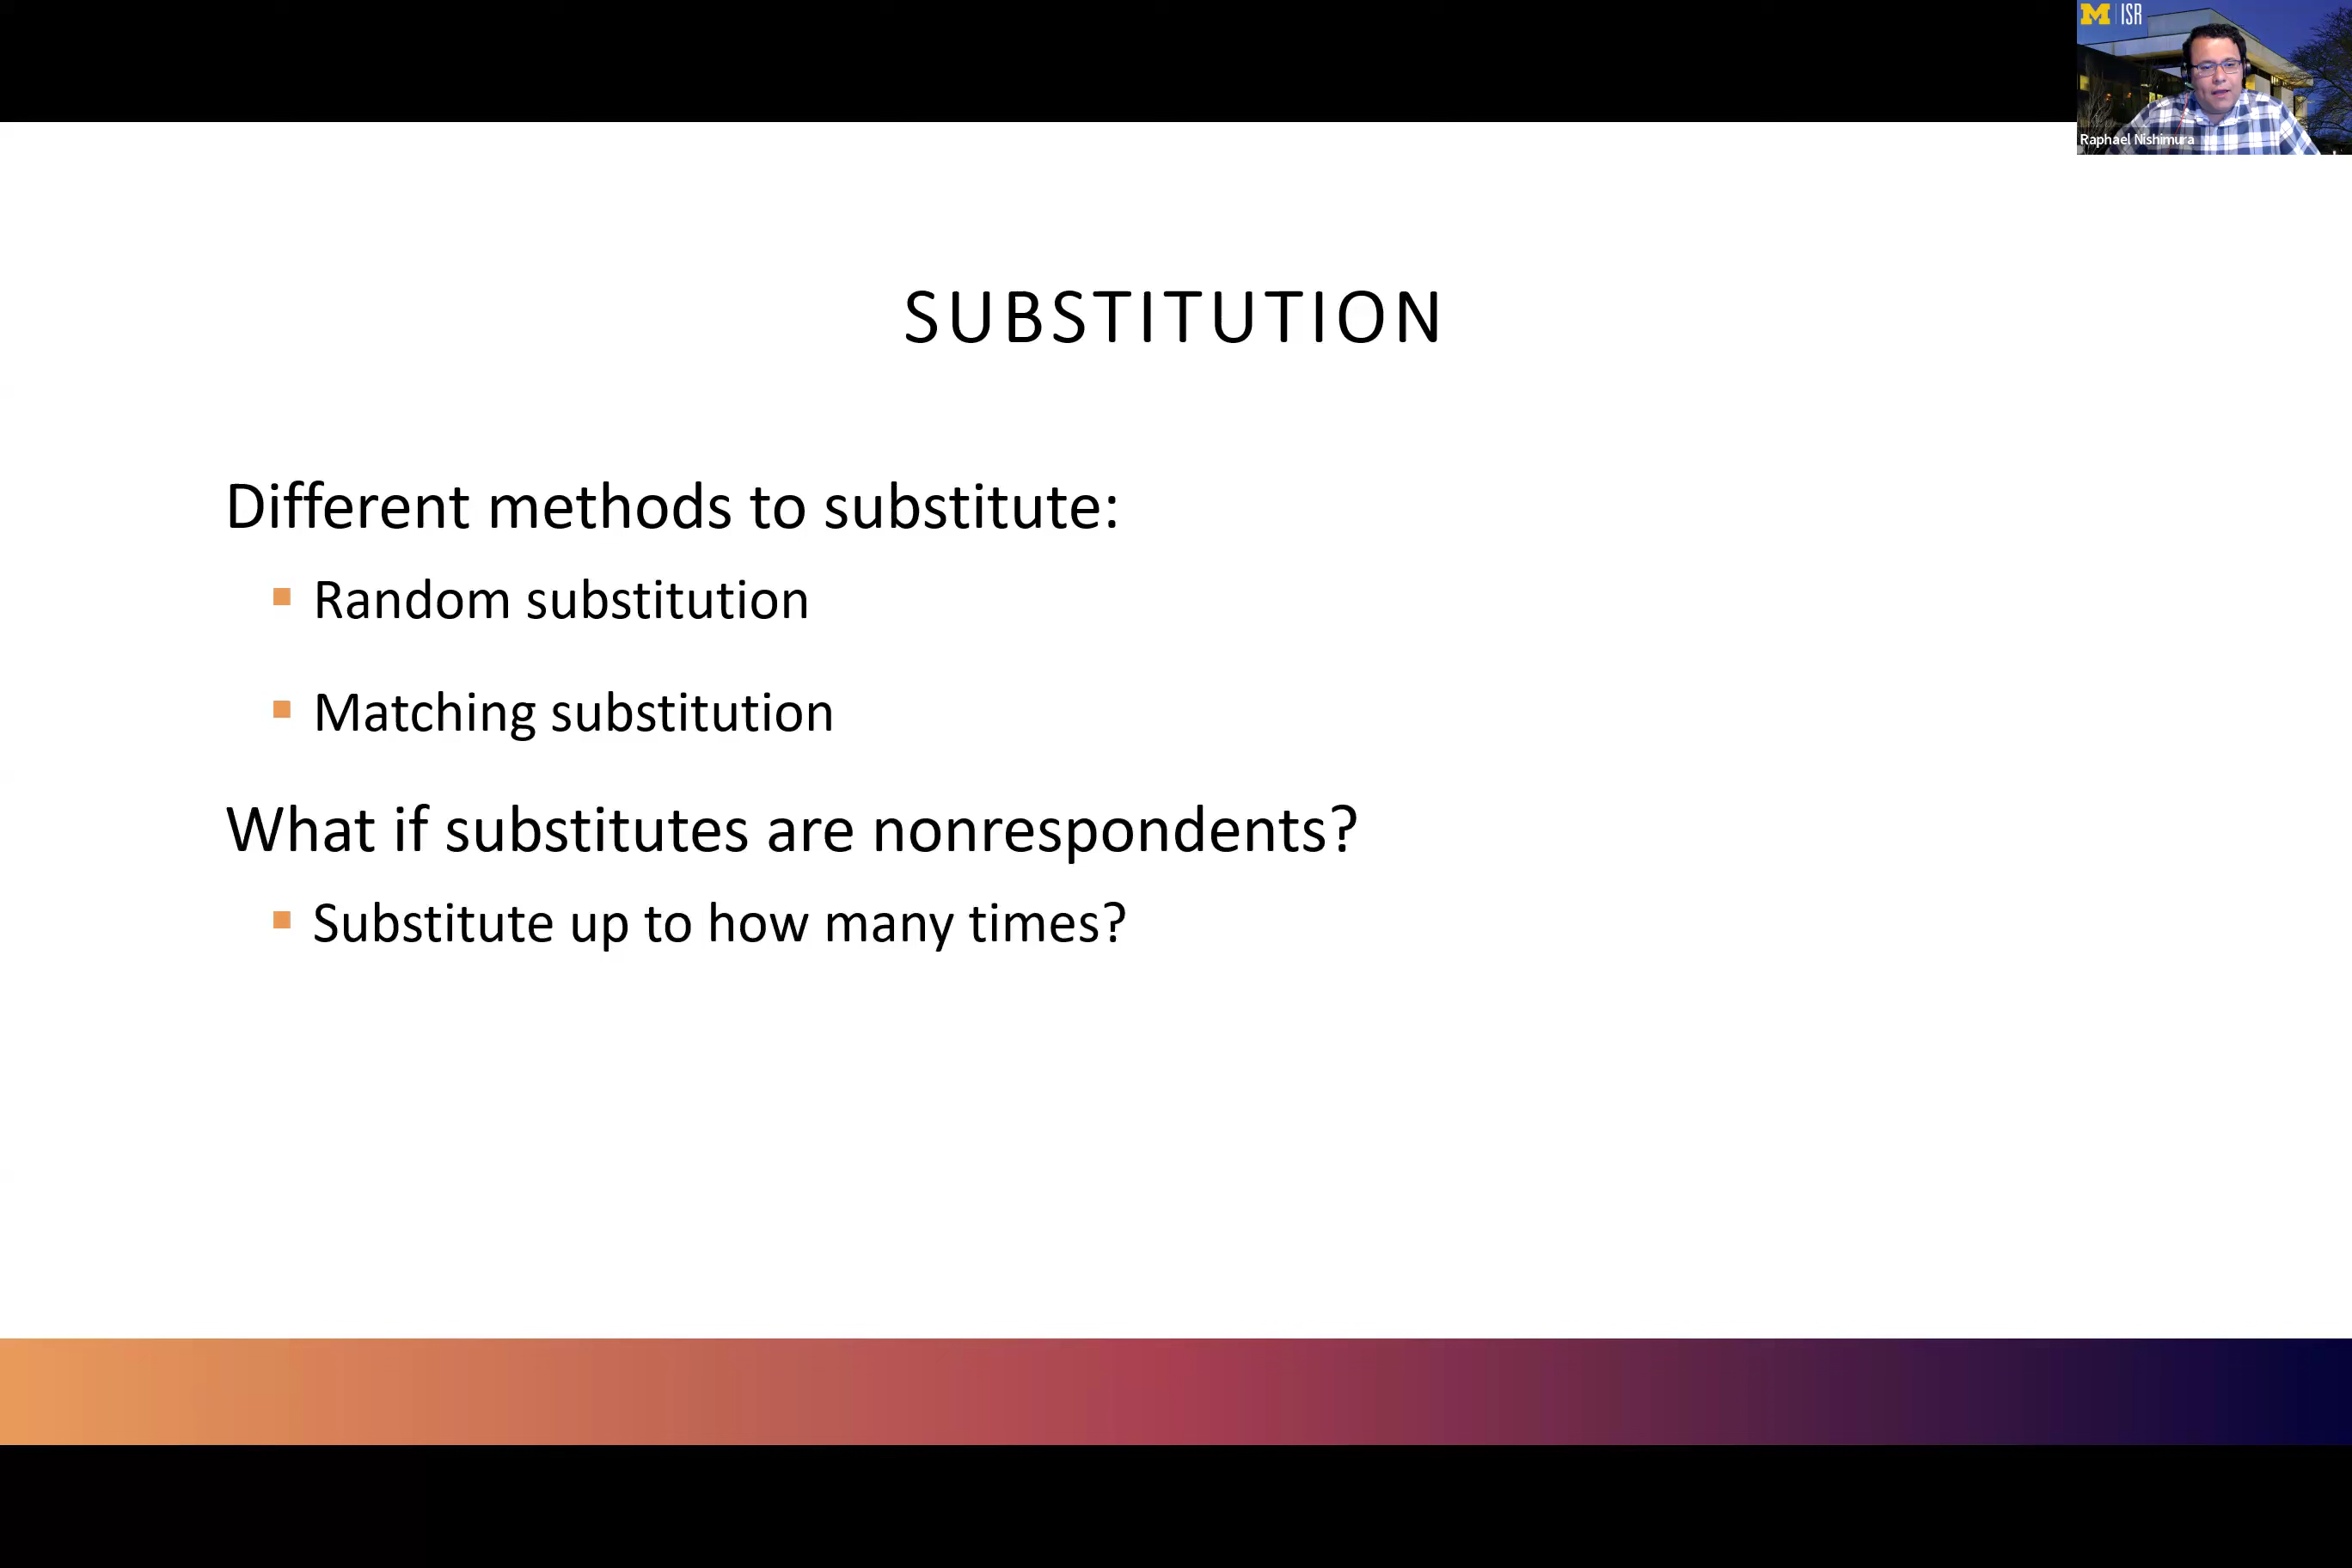 M | ISR
Raphael Nishimura
SUBSTITUTION
Different methods to substitute:
Random substitution
Matching substitution
What if substitutes are nonrespondents?
Substitute up to how many times?